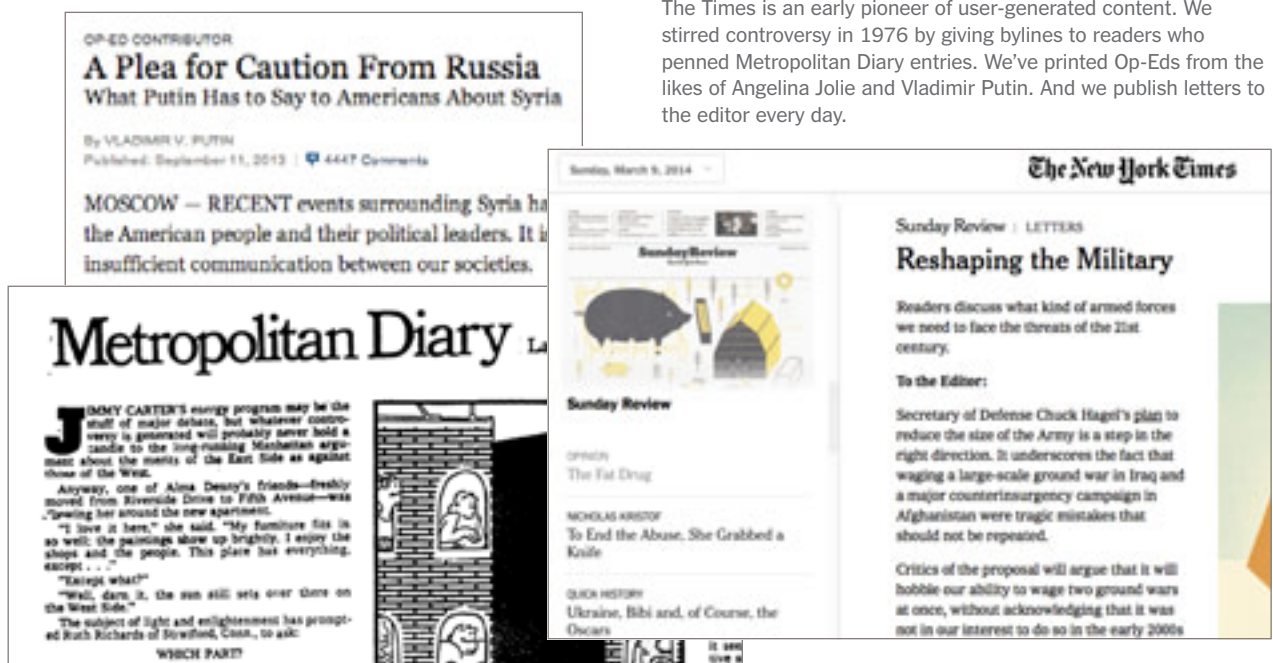 The Times is an early pioneer of user-generated content. We
stirred controversy in 1976 by giving bylines to readers who
penned Metropolitan Diary entries. We've printed Op-Eds from the
likes of Angelina Jolie and Vladimir Putin. And we publish letters to
the editor every day.
OP-ED CONTRIBUTOR
A Plea for Caution From Russia
What Putin Has to Say to Americans About Syria
By VLADIMIR V. PUTIN
Published: September 11, 2013 | 4447 Comments
MOSCOW — RECENT events surrounding Syria ha
the American people and their political leaders. It is
insufficient communication between our societies.
Metropolitan Diary
JIMMY CARTER'S energy program may be the
stuff of major debate, but whatever contro-
versy is generated will probably never hold a
candle to the long-running Manhattan argu-
ment about the merits of the East Side as against
those of the West.
Anyway, one of Alma Denny's friends—freshly
moved from Riverside Drive to Fifth Avenue—was
showing her around the new apartment.
"I love it here," she said. "My furniture fits in
so well; the paintings show up brightly. I enjoy the
shops and the people. This place has everything,
except . . ."
"Except what?"
"Well, darn it, the sun still sets over there on
the West Side."
The subject of light and enlightenment has prompt-
ed Ruth Richards of Stratford, Conn., to ask:
WHICH PART?
Sunday, March 9, 2014
The New York Times
SundayReview
Sunday Review
OPINION
The Fat Drug
NICHOLAS KRISTOF
To End the Abuse, She Grabbed a
Knife
QUICK HISTORY
Ukraine, Bibi and, of Course, the
Oscars
Sunday Review | LETTERS
Reshaping the Military
Readers discuss what kind of armed forces
we need to face the threats of the 21st
century.
To the Editor:
Secretary of Defense Chuck Hagel's plan to
reduce the size of the Army is a step in the
right direction. It underscores the fact that
waging a large-scale ground war in Iraq and
a major counterinsurgency campaign in
Afghanistan were tragic mistakes that
should not be repeated.
Critics of the proposal will argue that it will
hobble our ability to wage two ground wars
at once, without acknowledging that it was
not in our interest to do so in the early 2000s